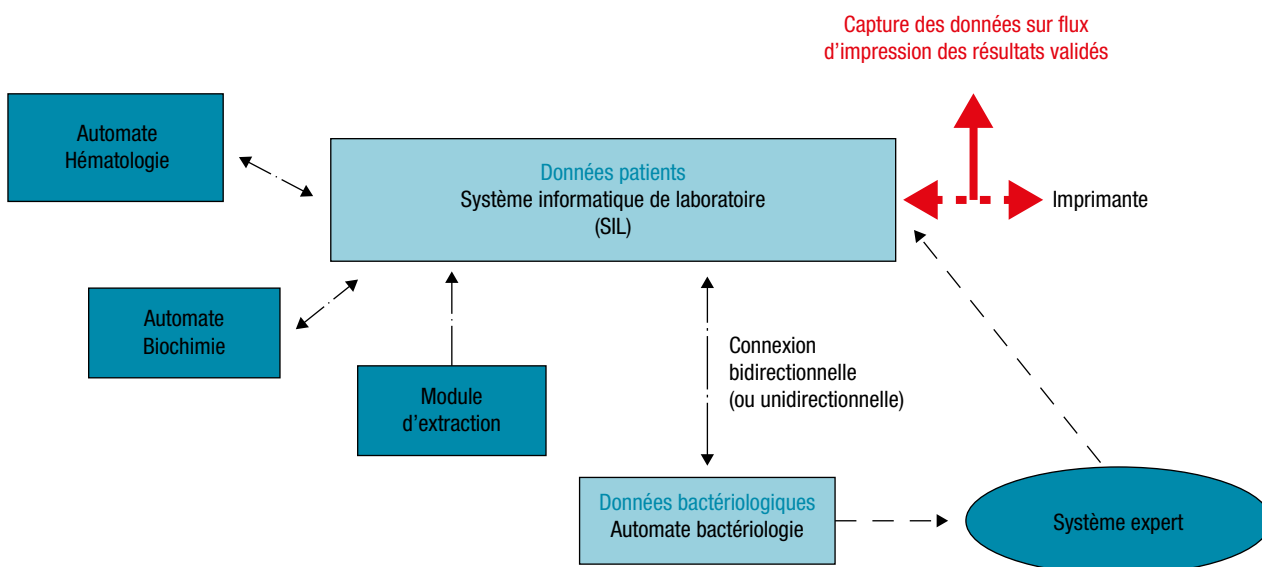 Capture des données sur flux
d’impression des résultats validés
Automate
Hématologie
Données patients
Système informatique de laboratoire
(SIL)
Imprimante
Automate
Biochimie
Module
d’extraction
Connexion
bidirectionnelle
(ou unidirectionnelle)
Données bactériologiques
Automate bactériologie
Système expert